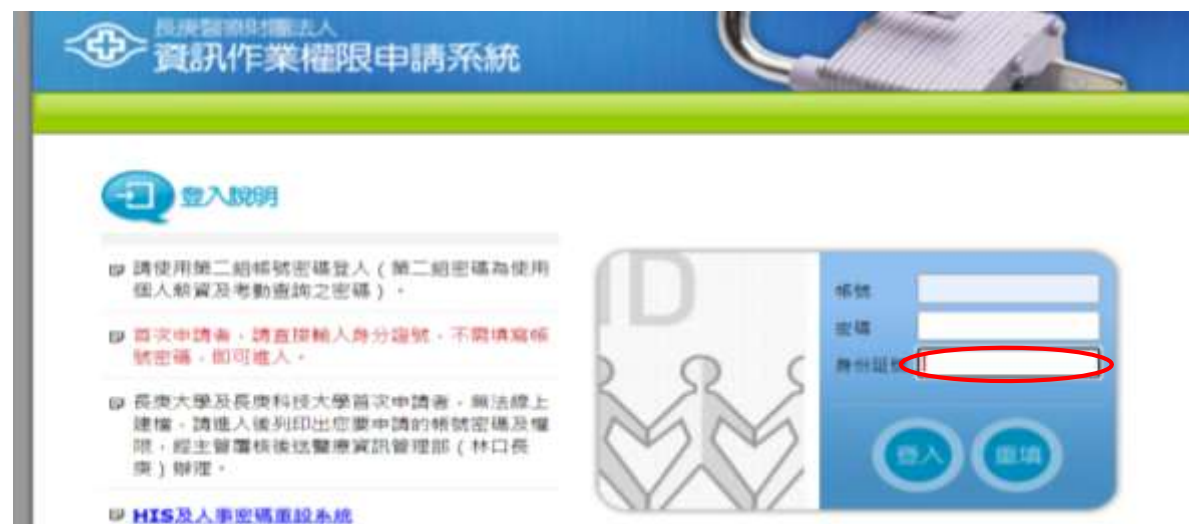 長庚醫療財團法人
資訊作業權限申請系統
登入說明
請使用第二組帳號密碼登入(第二組密碼為使用
個人薪資及考勤查詢之密碼)。
首次申請者,請直接輸入身分證號,不需填寫帳
號密碼,即可進入。
長庚大學及長庚科技大學首次申請者,無法線上
建檔,請進入後列印出您要申請的帳號密碼及權
限,經主管覆核後送醫療資訊管理部(林口長
庚)辦理。
HIS及人事密碼重設系統
ID
帳號
密碼
身份証號
登入
重填